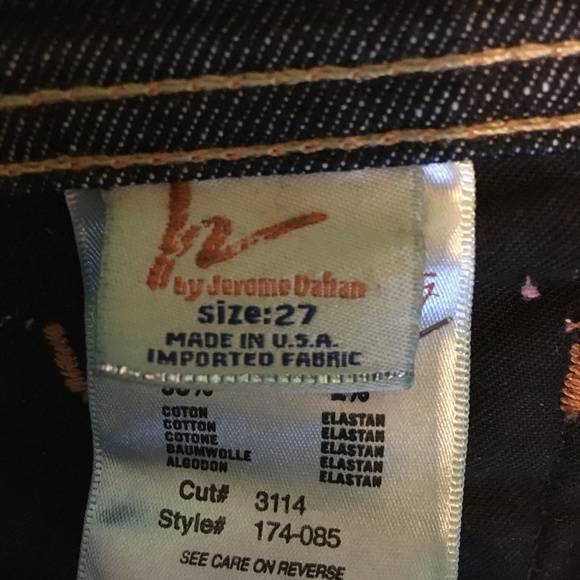 by Jerome Dahan
size:27
MADE IN U.S.A.
IMPORTED FABRIC
COTON ELASTAN
COTTON ELASTAN
COTONE ELASTAN
BAUMWOLLE ELASTAN
ALGODON ELASTAN
Cut# 3114
Style# 174-085
SEE CARE ON REVERSE